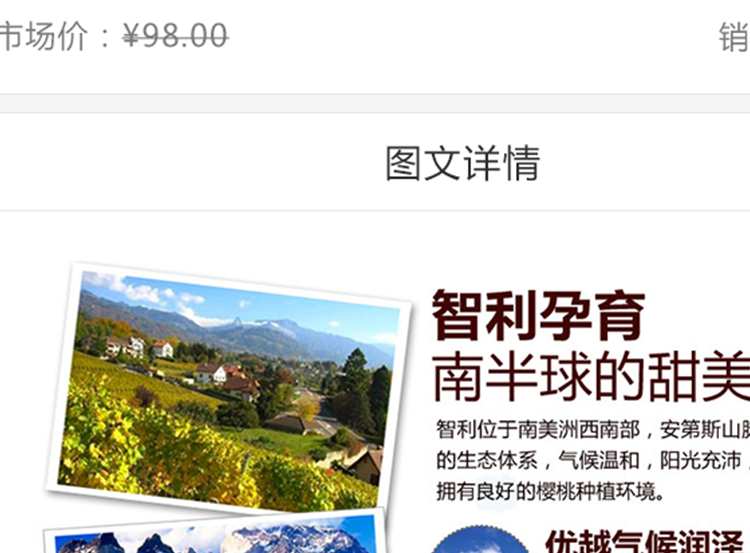 市场价：¥98.00
销
图文详情
智利孕育
南半球的甜美
智利位于南美洲西南部，安第斯山脉
的生态体系，气候温和，阳光充沛，
拥有良好的樱桃种植环境。
优越气候润泽